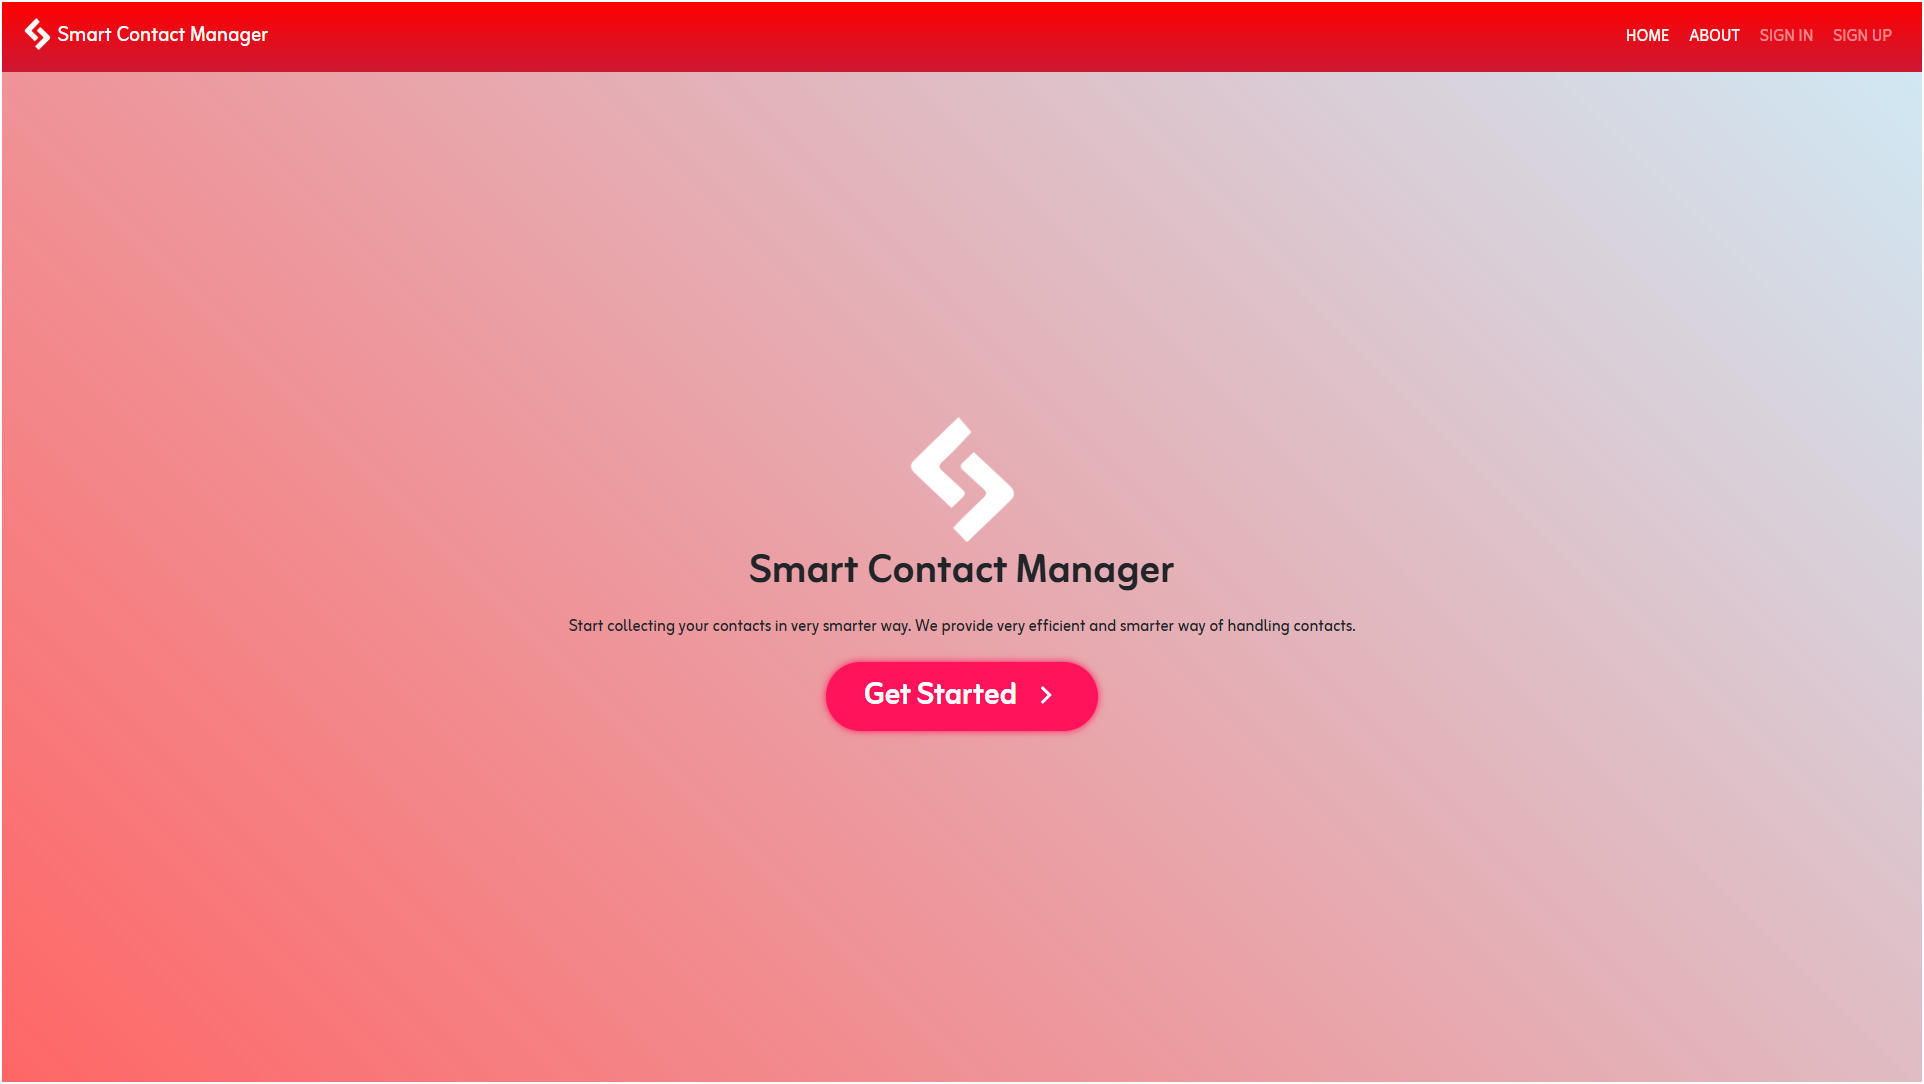 Smart Contact Manager
HOME ABOUT SIGN IN SIGN UP
Smart Contact Manager
Start collecting your contacts in very smarter way. We provide very efficient and smarter way of handling contacts.
Get Started